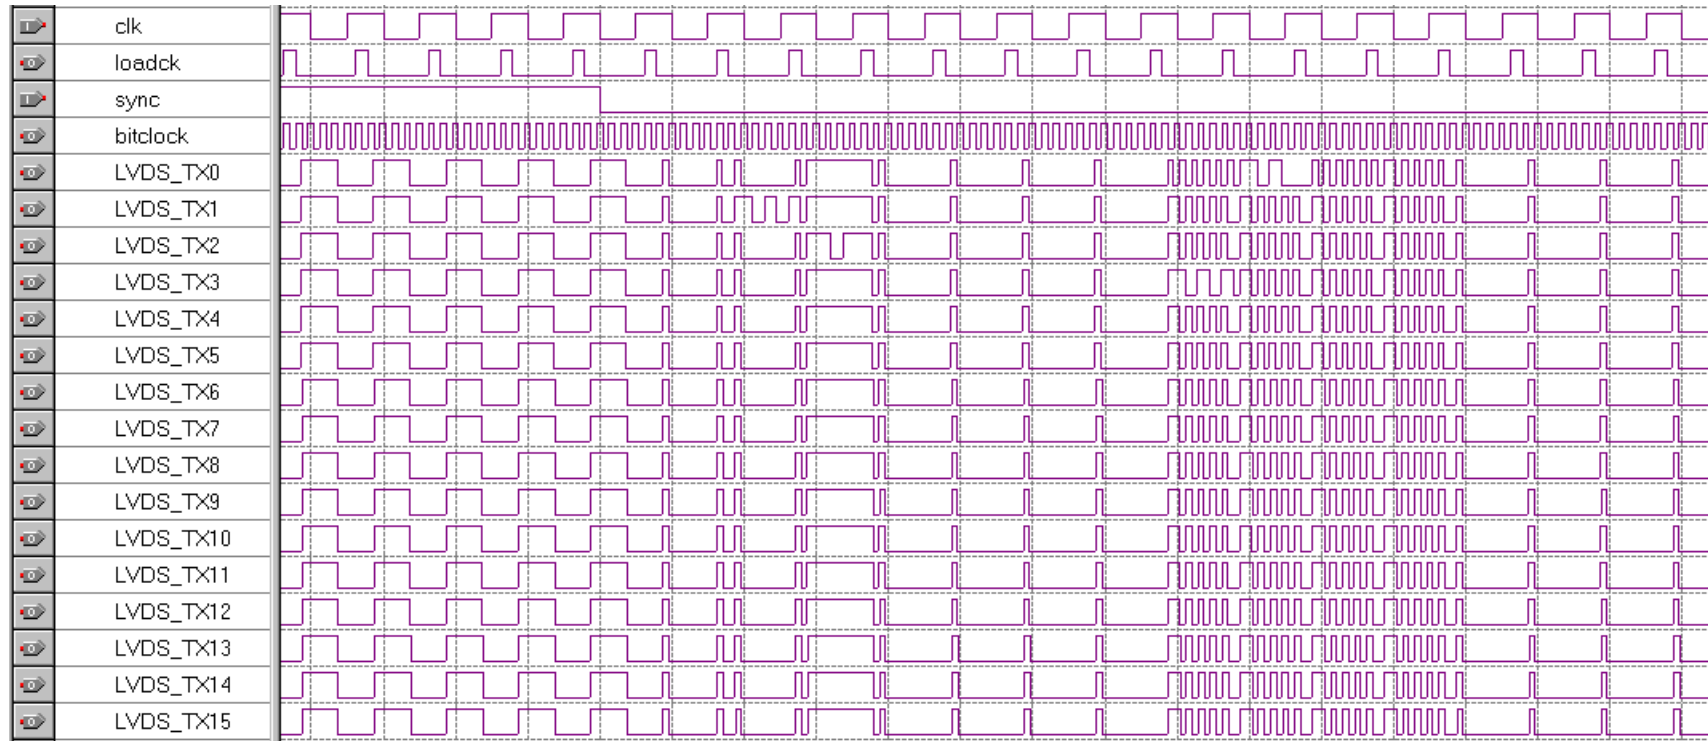 clk
loadck
sync
bitclock
LVDS_TX0
LVDS_TX1
LVDS_TX2
LVDS_TX3
LVDS_TX4
LVDS_TX5
LVDS_TX6
LVDS_TX7
LVDS_TX8
LVDS_TX9
LVDS_TX10
LVDS_TX11
LVDS_TX12
LVDS_TX13
LVDS_TX14
LVDS_TX15